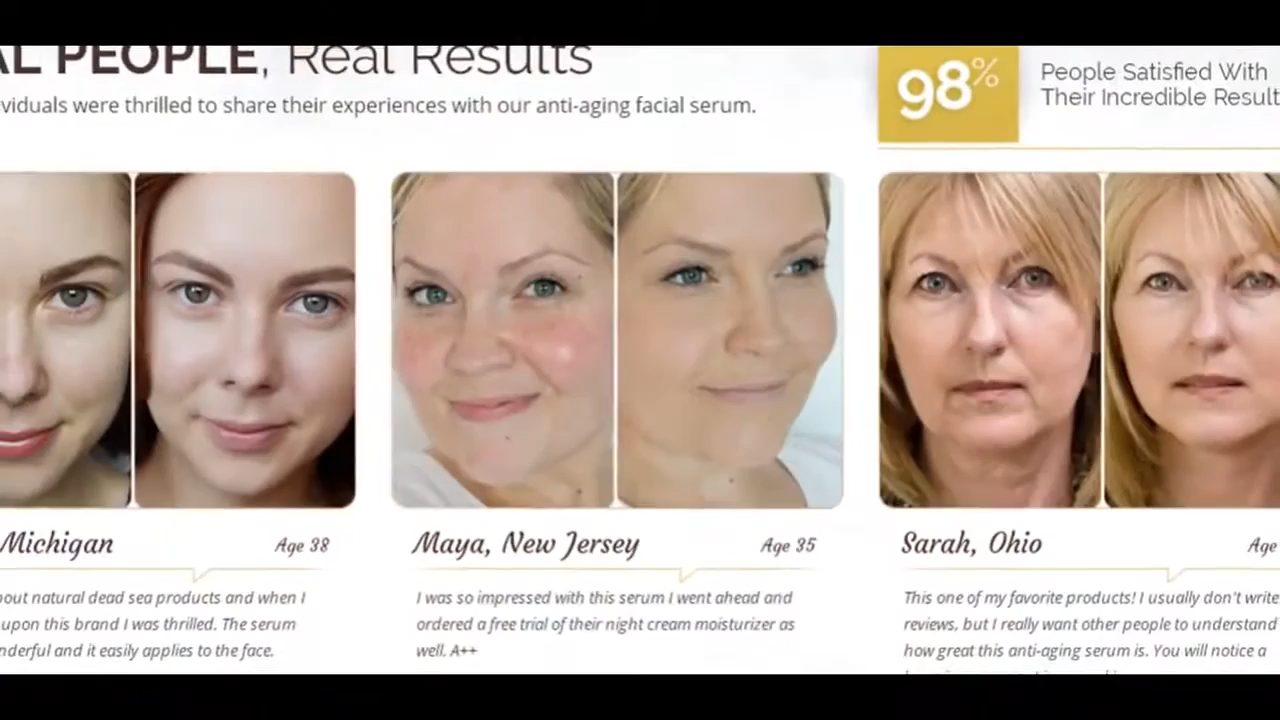 AL PEOPLE, Real Results
viduals were thrilled to share their experiences with our anti-aging facial serum.
98%
People Satisfied With
Their Incredible Result
Michigan
Age 38
out natural dead sea products and when I
upon this brand I was thrilled. The serum
nderful and it easily applies to the face.
Maya, New Jersey
Age 35
I was so impressed with this serum I went ahead and
ordered a free trial of their night cream moisturizer as
well. A++
Sarah, Ohio
Age
This one of my favorite products! I usually don't write
reviews, but I really want other people to understand
how great this anti-aging serum is. You will notice a